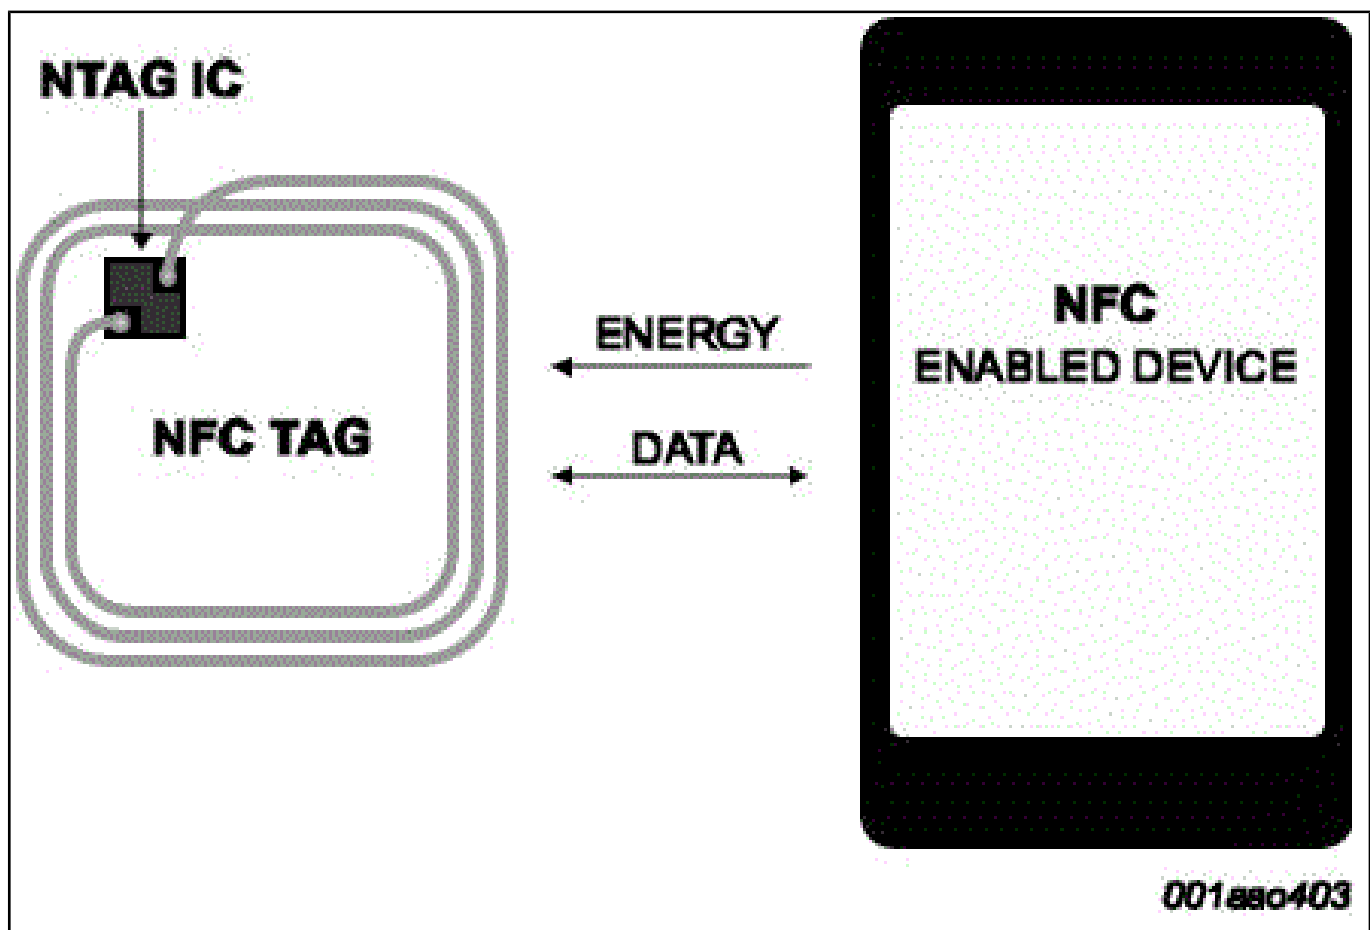 NTAG IC
NFC TAG
ENERGY
DATA
NFC
ENABLED DEVICE
001aao403